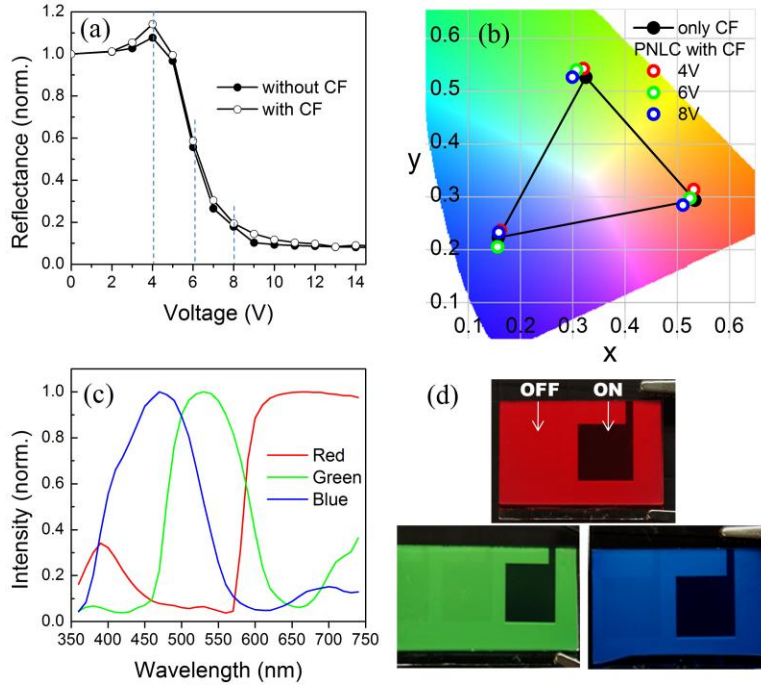 (a)
1.2
1.0
0.8
0.6
0.4
0.2
0.0
Reflectance (norm.)
without CF
with CF
0 2 4 6 8 10 12 14
Voltage (V)
(b)
only CF
PNLC with CF
4V
6V
8V
0.6
0.5
0.4
0.3
0.2
0.1
y
0.1 0.2 0.3 0.4 0.5 0.6
x
(c)
1.0
0.8
0.6
0.4
0.2
0.0
Intensity (norm.)
Red
Green
Blue
350 400 450 500 550 600 650 700 750
Wavelength (nm)
(d)
OFF ON